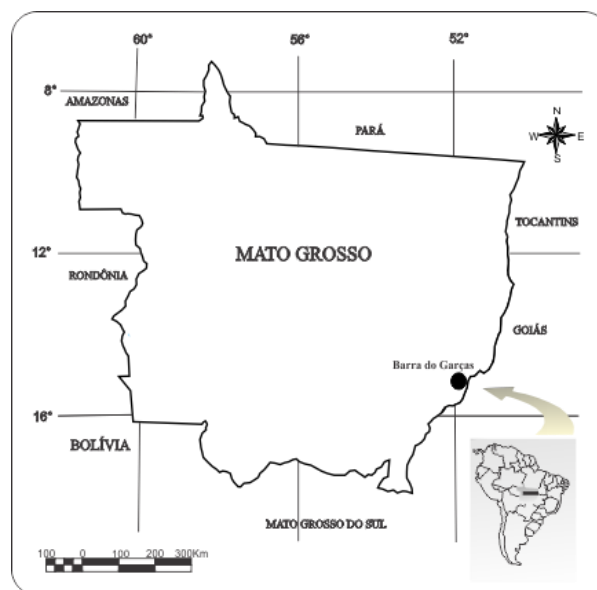 60°
56°
52°
8°
AMAZONAS
PARÁ
N
W E
S
TOCANTINS
MATO GROSSO
12°
RONDÔNIA
GOIÁS
Barra do Garças
16°
BOLÍVIA
MATO GROSSO DO SUL
100 0 100 200 300Km